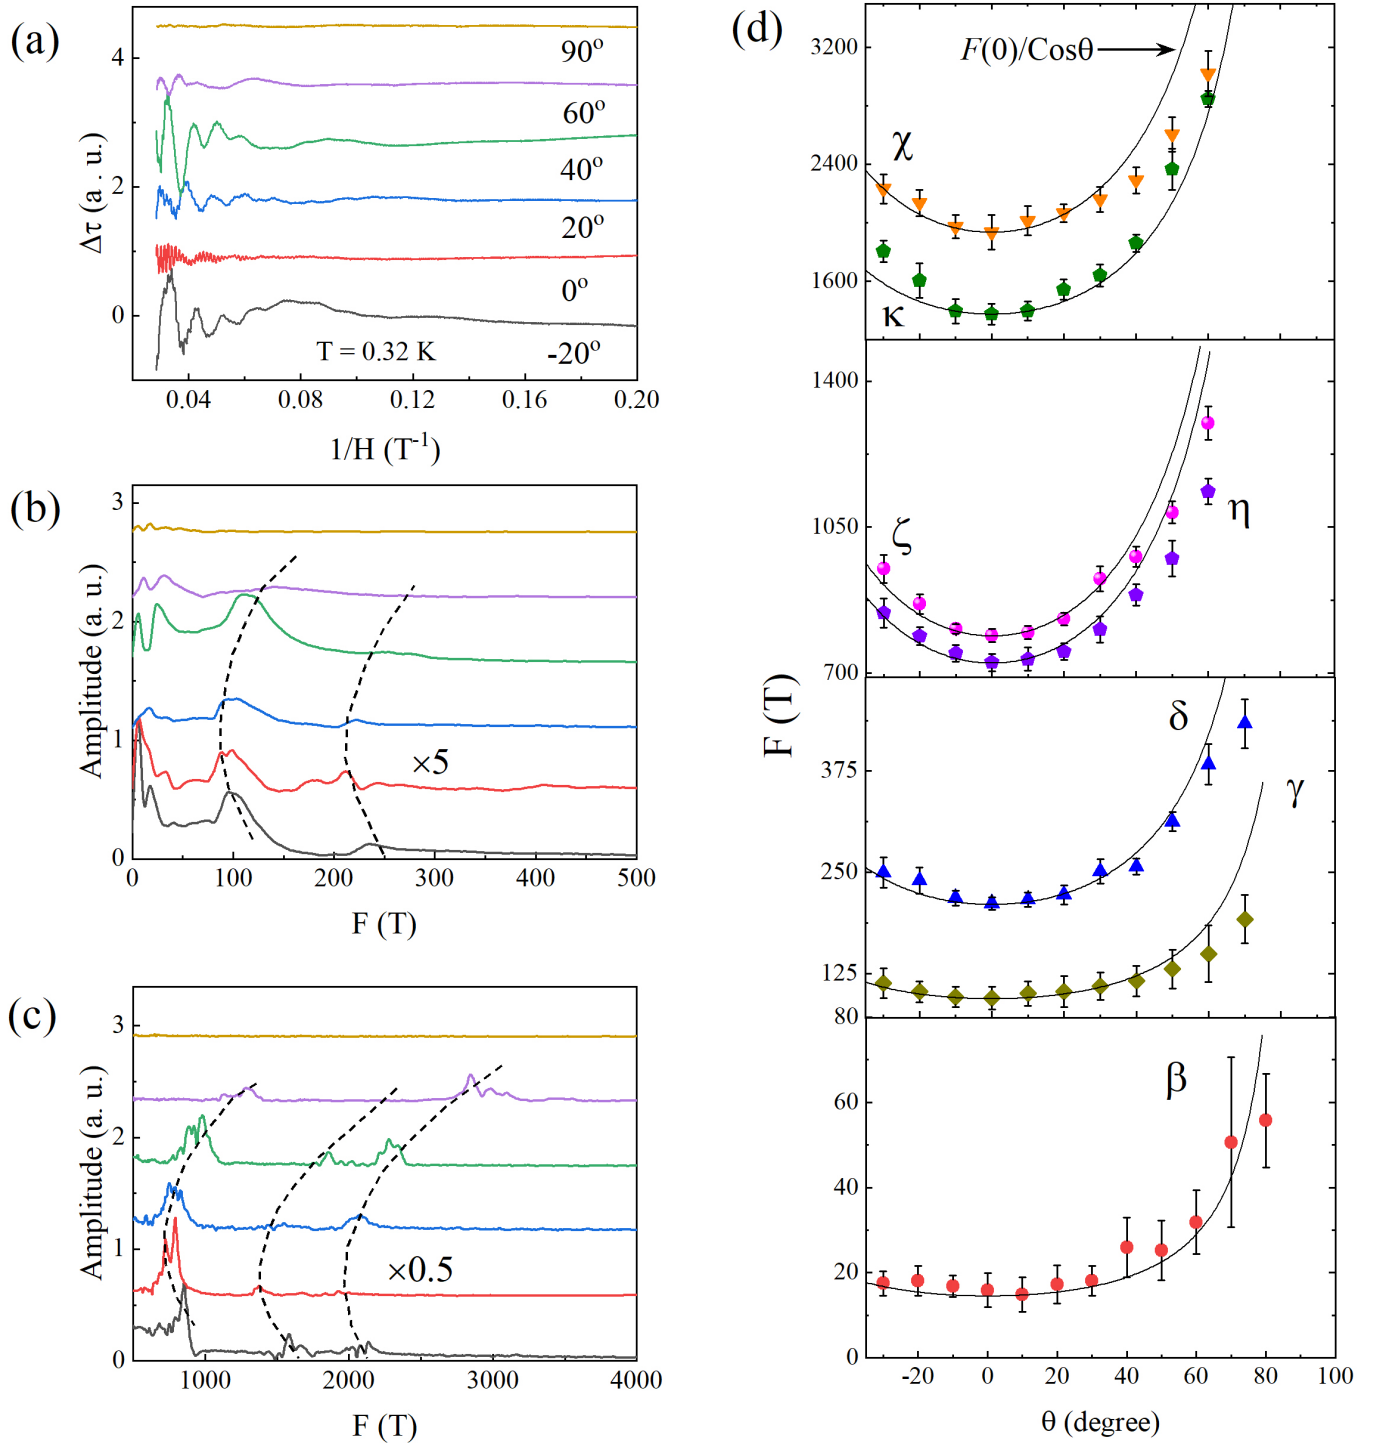 (a)
4
2
0
Δτ (a . u.)
90°
60°
40°
20°
0°
-20°
T = 0.32 K
0.04 0.08 0.12 0.16 0.20
1/H (T⁻¹)
(b)
3
2
1
0
Amplitude (a. u.)
×5
0 100 200 300 400 500
F (T)
(c)
3
2
1
0
Amplitude (a. u.)
×0.5
1000 2000 3000 4000
F (T)
(d)
3200
2400
1600
F(0)/Cosθ
χ
κ
1400
1050
700
ζ
η
F (T)
375
250
125
80
δ
γ
60
40
20
0
β
-20 0 20 40 60 80 100
θ (degree)